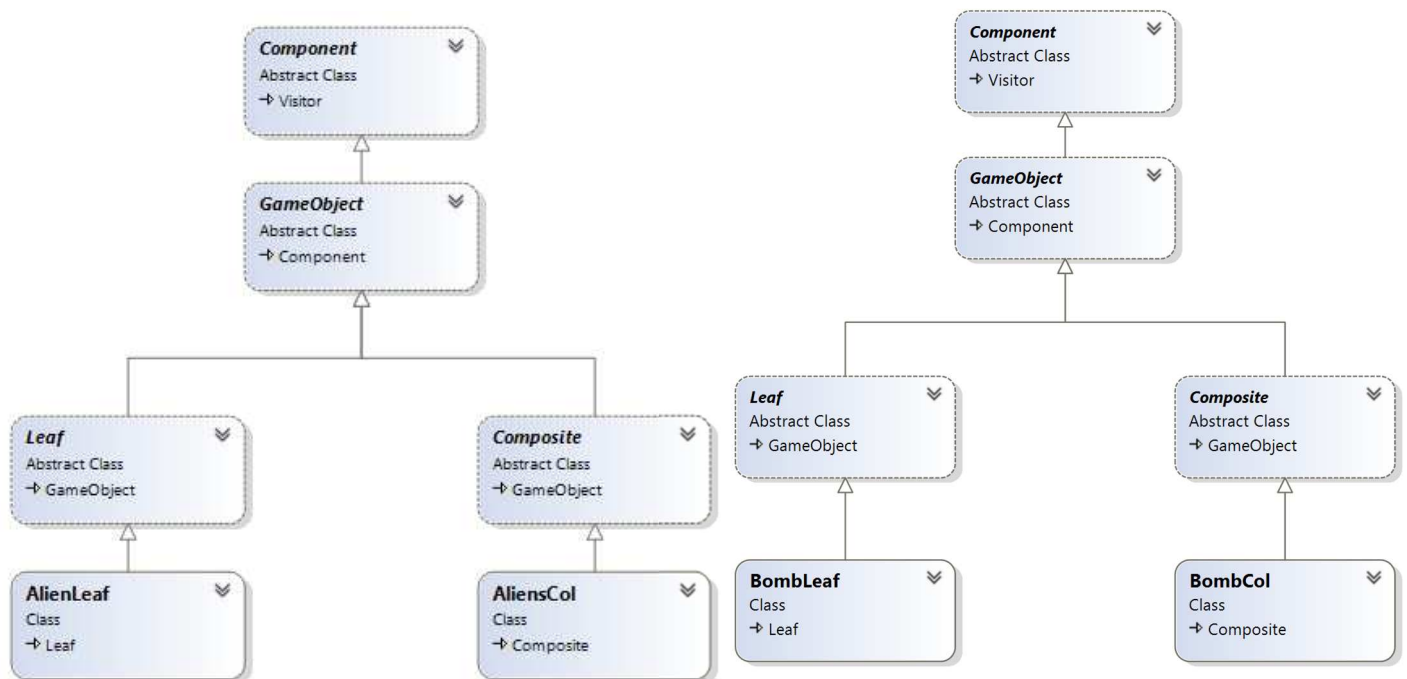 Component
Abstract Class
Visitor
GameObject
Abstract Class
Component
Leaf
Abstract Class
GameObject
Composite
Abstract Class
GameObject
AlienLeaf
Class
Leaf
AliensCol
Class
Composite
Component
Abstract Class
Visitor
GameObject
Abstract Class
Component
Leaf
Abstract Class
GameObject
Composite
Abstract Class
GameObject
BombLeaf
Class
Leaf
BombCol
Class
Composite